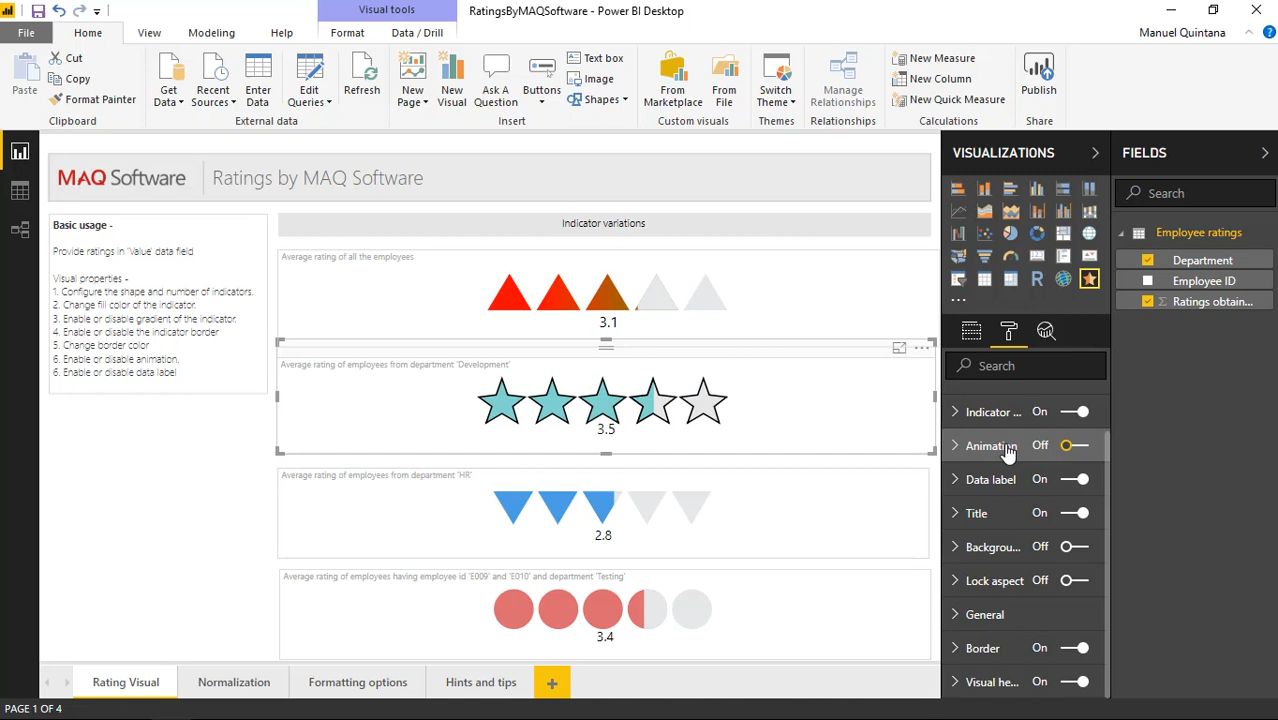 Visual tools
RatingsByMAQSoftware - Power BI Desktop
File
Home
View
Modeling
Help
Format
Data / Drill
Manuel Quintana
Paste
Cut
Copy
Format Painter
Clipboard
Get Data
Recent Sources
Enter Data
Edit Queries
Refresh
External data
New Page
New Visual
Ask A Question
Buttons
Text box
Image
Shapes
Insert
From Marketplace
From File
Custom visuals
Switch Theme
Themes
Manage Relationships
Relationships
New Measure
New Column
New Quick Measure
Calculations
Publish
Share
MAQ Software
Ratings by MAQ Software
Basic usage -
Provide ratings in 'Value' data field
Visual properties -
1. Configure the shape and number of indicators.
2. Change fill color of the indicator.
3. Enable or disable gradient of the indicator.
4. Enable or disable the indicator border
5. Change border color
6. Enable or disable animation.
6. Enable or disable data label
Indicator variations
Average rating of all the employees
3.1
Average rating of employees from department 'Development'
3.5
Average rating of employees from department 'HR'
2.8
Average rating of employees having employee id 'E009' and 'E010' and department 'Testing'
3.4
VISUALIZATIONS
R
Search
Indicator ... On
Animation Off
Data label On
Title On
Backgrou... Off
Lock aspect Off
General
Border On
Visual he... On
FIELDS
Search
Employee ratings
Department
Employee ID
Σ Ratings obtain...
Rating Visual
Normalization
Formatting options
Hints and tips
PAGE 1 OF 4